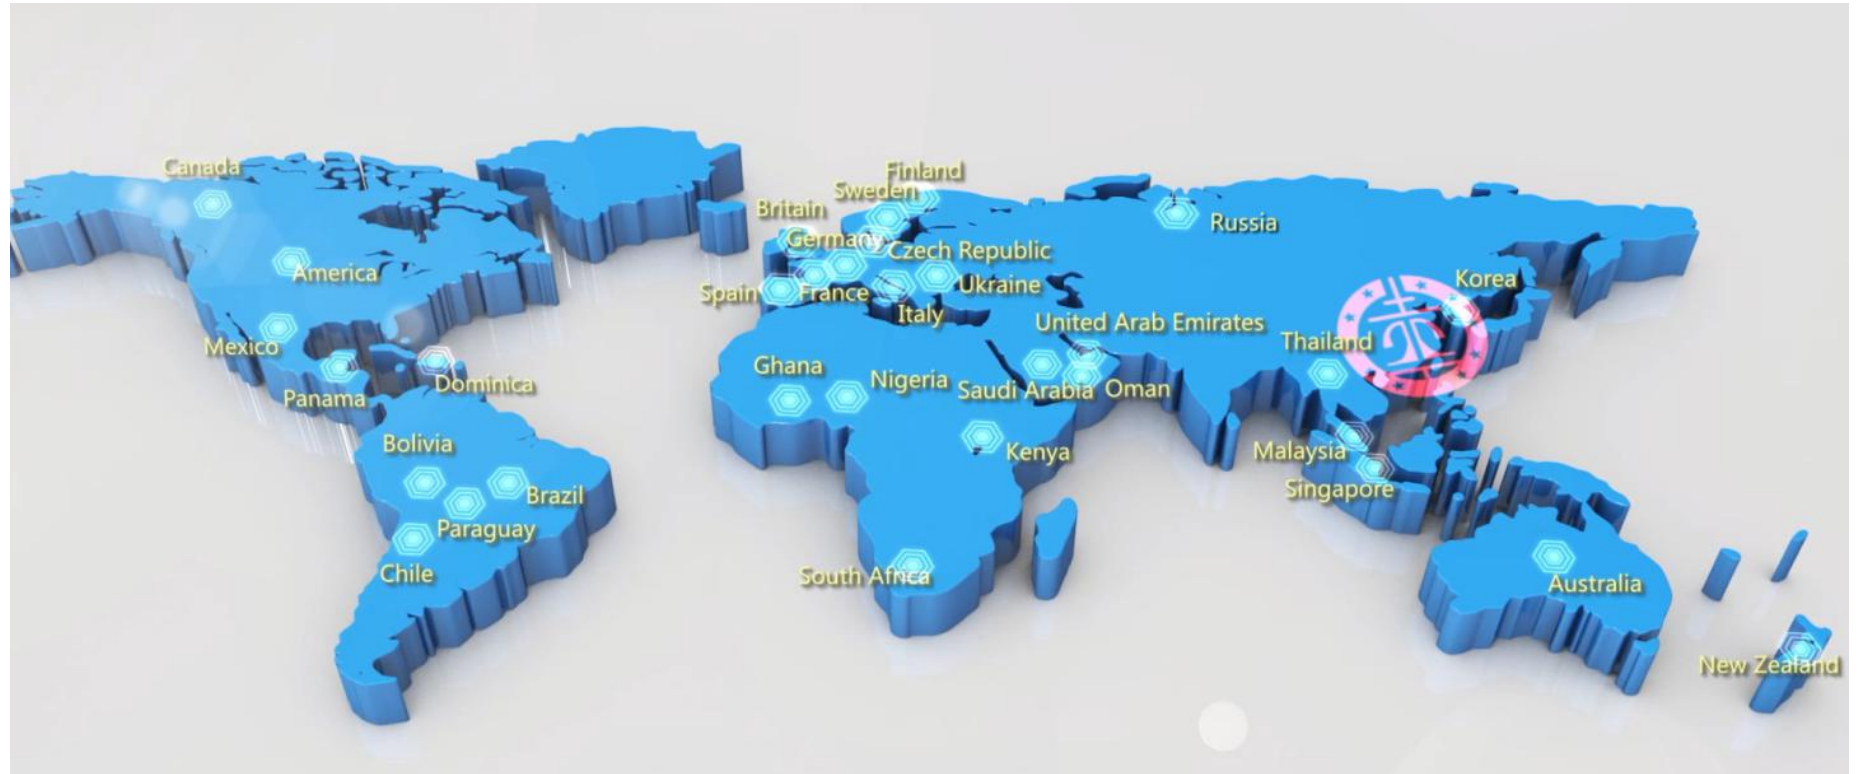 Canada
Finland
Sweden
Britain
Russia
Germany
Czech Republic
America
Korea
Ukraine
Spain
France
Italy
United Arab Emirates
Thailand
Mexico
Ghana
Nigeria
Dominica
Saudi Arabia
Oman
Panama
Bolivia
Kenya
Malaysia
Singapore
Brazil
Paraguay
Chile
South Africa
Australia
New Zealand